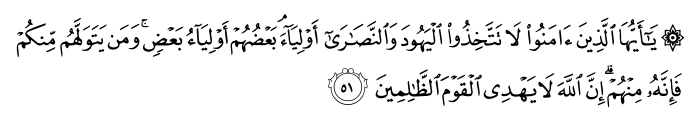 ۞ يَٰٓأَيُّهَا ٱلَّذِينَ ءَامَنُوا۟ لَا تَتَّخِذُوا۟ ٱلْيَهُودَ وَٱلنَّصَٰرَىٰٓ أَوْلِيَآءَ ۘ بَعْضُهُمْ أَوْلِيَآءُ بَعْضٍ ۚ وَمَن يَتَوَلَّهُم مِّنكُمْ
فَإِنَّهُۥ مِنْهُمْ ۗ إِنَّ ٱللَّهَ لَا يَهْدِى ٱلْقَوْمَ ٱلظَّٰلِمِينَ ٥١